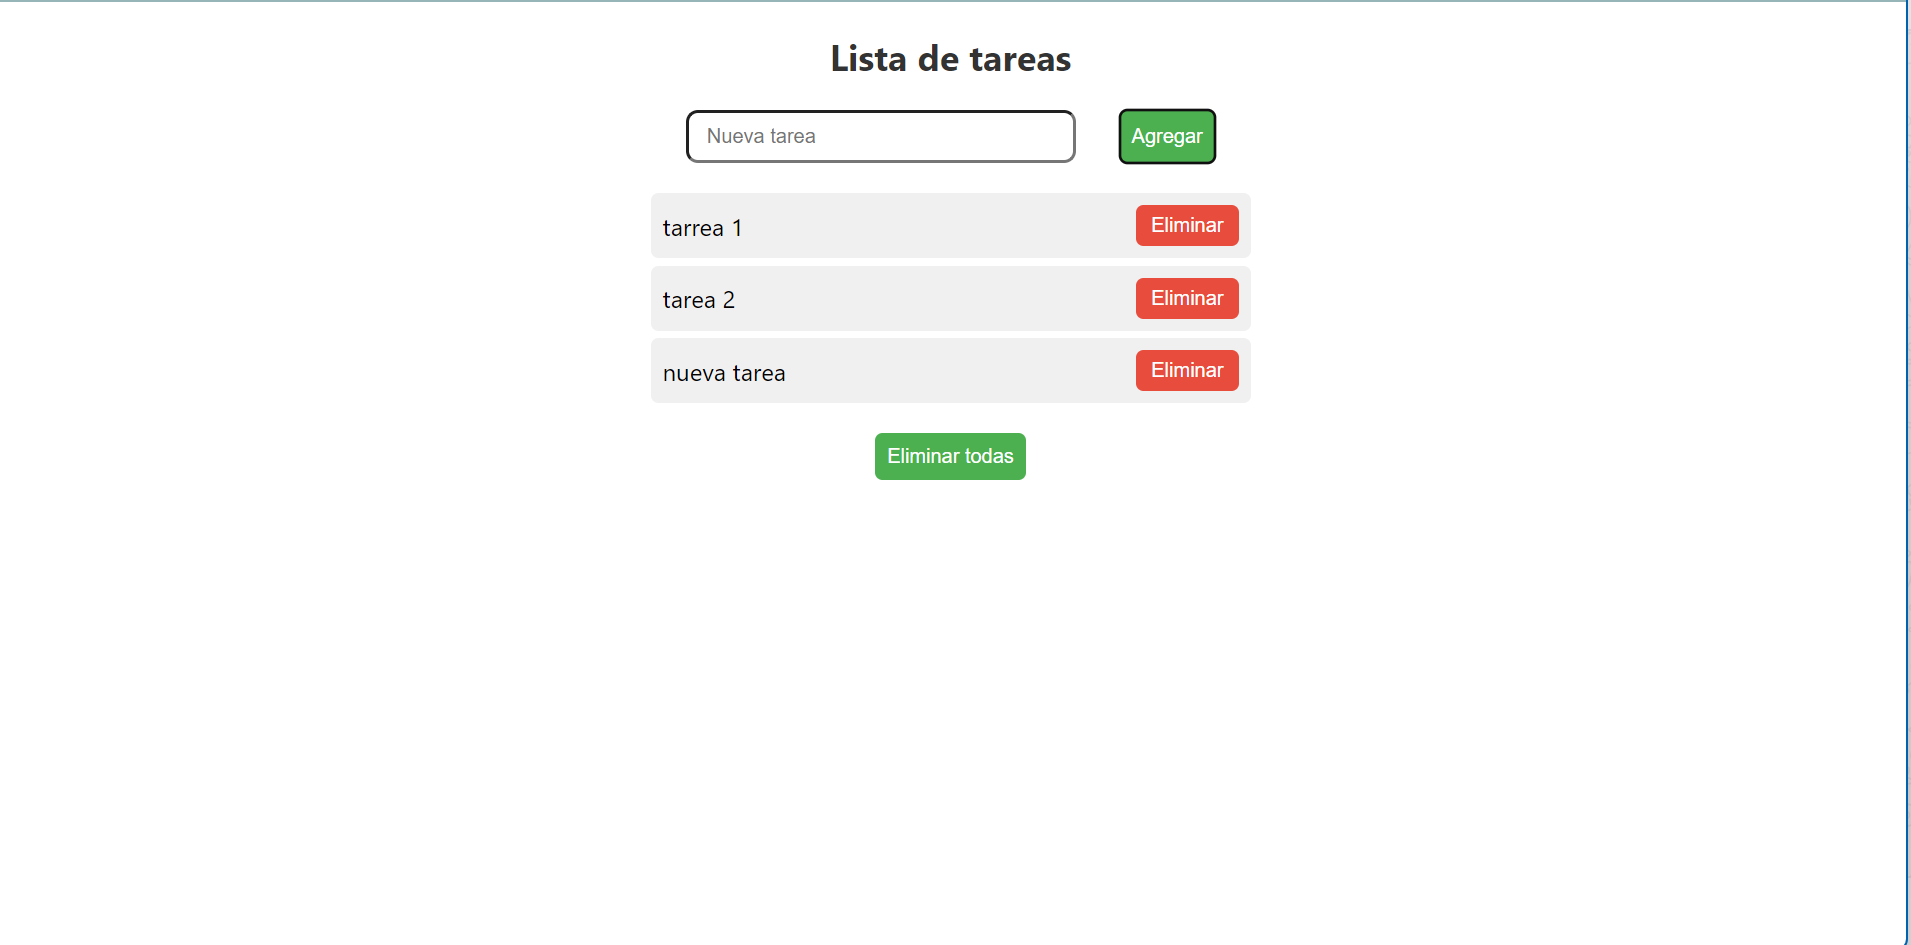 Lista de tareas
Nueva tarea Agregar
tarrea 1 Eliminar
tarea 2 Eliminar
nueva tarea Eliminar
Eliminar todas